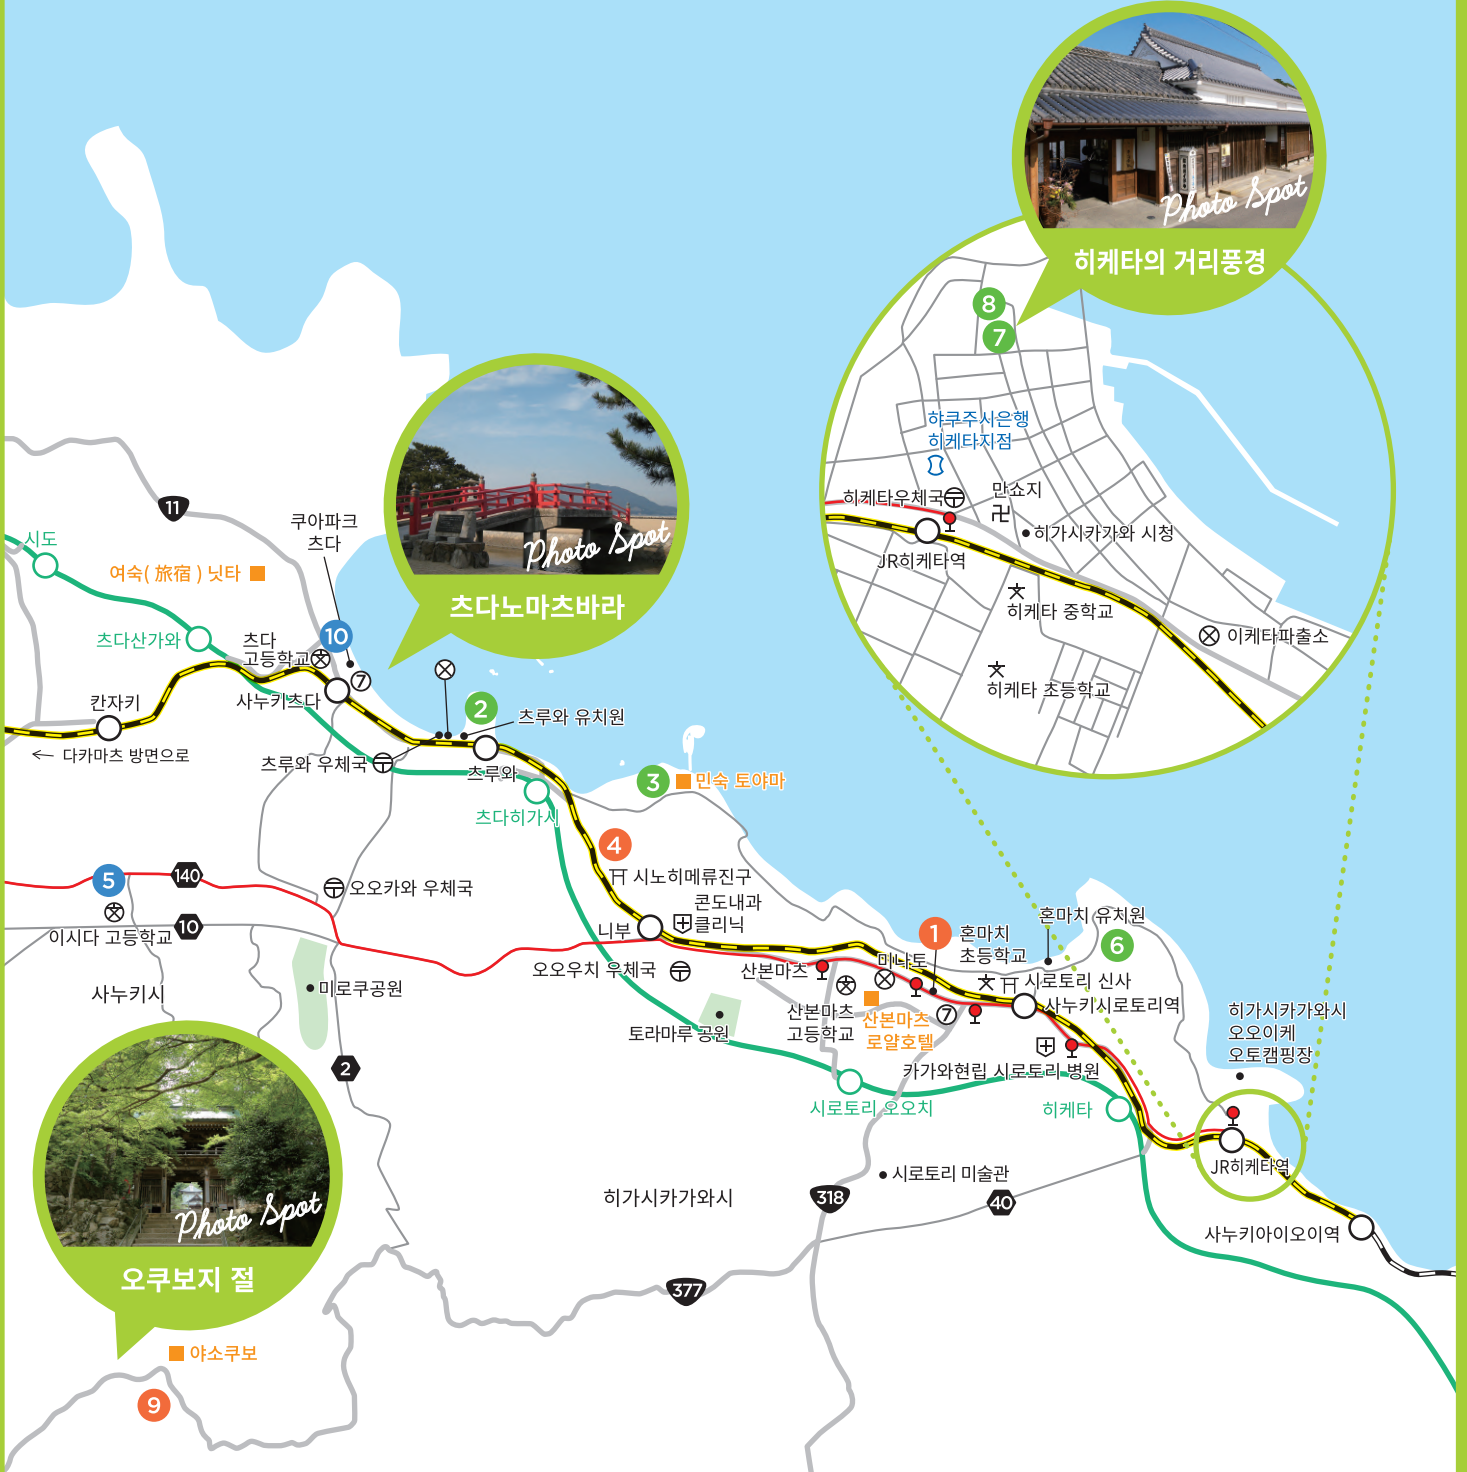 Photo Spot
히케타의 거리풍경
8
7
햐쿠주시은행
히케타지점
히케타우체국
만쇼지
히가시카가와 시청
JR히케타역
히케타 중학교
이케타파출소
히케타 초등학교
Photo Spot
츠다노마츠바라
11
시도
쿠아파크
츠다
여숙( 旅宿 ) 닛타
츠다산가와
츠다
고등학교
10
7
칸자키
사누키츠다
다카마츠 방면으로
2
츠루와 유치원
츠루와 우체국
츠루와
3
민숙 토야마
츠다히가시
4
시노히메류진구
5
140
오오카와 우체국
콘도내과
클리닉
10
이시다 고등학교
니부
1
혼마치
초등학교
혼마치 유치원
6
오오우치 우체국
산본마츠
미나토
시로토리 신사
사누키시
미로쿠공원
사누키시로토리역
산본마츠
고등학교
산본마츠
로얄호텔
7
히가시카가와시
오오이케
오토캠핑장
토라마루 공원
2
카가와현립 시로토리 병원
시로토리 오오치
히케타
Photo Spot
오쿠보지 절
시로토리 미술관
JR히케타역
히가시카가와시
318
40
사누키아이오이역
377
야소쿠보
9